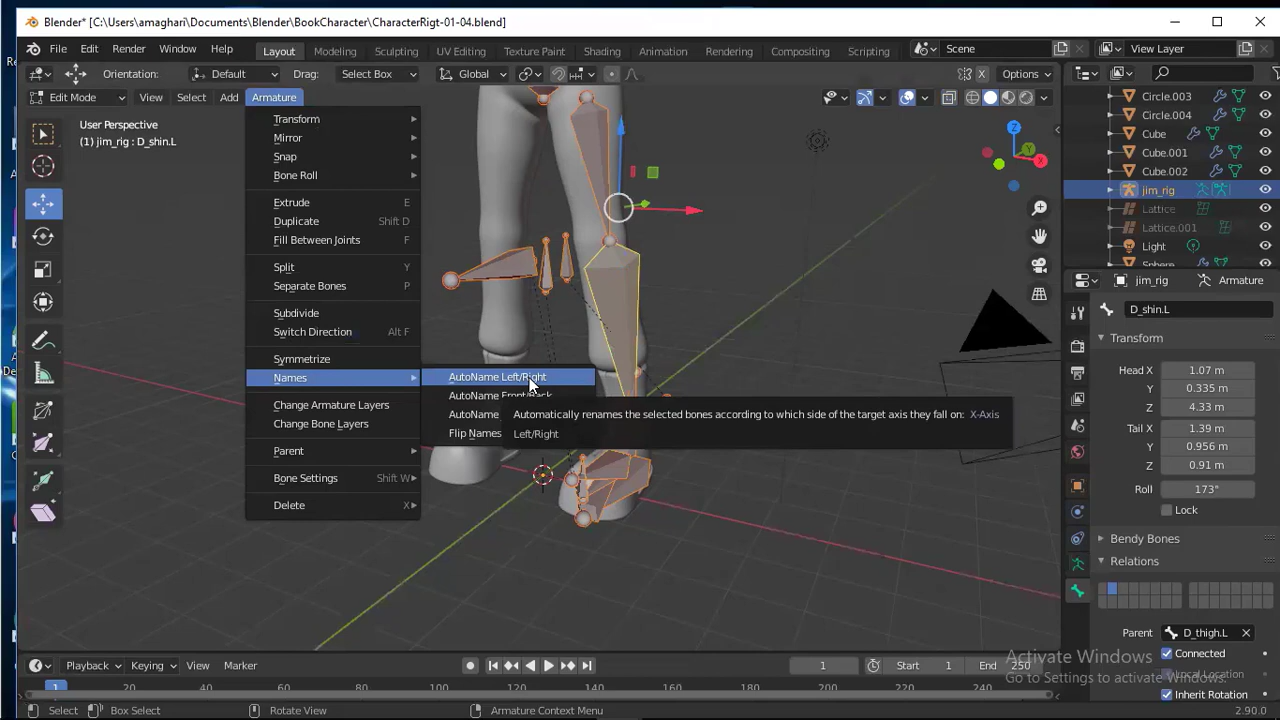 Blender* [C:\Users\amaghari\Documents\Blender\BookCharacter\CharacterRigt-01-04.blend]
File Edit Render Window Help Layout Modeling Sculpting UV Editing Texture Paint Shading Animation Rendering Compositing Scripting Scene View Layer
Orientation: Default Drag: Select Box Global X Options
Edit Mode View Select Add Armature
User Perspective
(1) jim_rig : D_shin.L
Transform
Mirror
Snap
Bone Roll
Extrude E
Duplicate Shift D
Fill Between Joints F
Split Y
Separate Bones P
Subdivide
Switch Direction Alt F
Symmetrize
Names
Change Armature Layers
Change Bone Layers
Parent
Bone Settings Shift W
Delete X
AutoName Left/Right
AutoName Front/Back
AutoName
Flip Names
Automatically renames the selected bones according to which side of the target axis they fall on: X-Axis
Left/Right
Z
Y
X
Circle.003
Circle.004
Cube
Cube.001
Cube.002
jim_rig
Lattice
Lattice.001
Light
jim_rig Armature
D_shin.L
Transform
Head X 1.07 m
Y 0.335 m
Z 4.33 m
Tail X 1.39 m
Y 0.956 m
Z 0.91 m
Roll 173°
Lock
Bendy Bones
Relations
Parent D_thigh.L
Connected
Local Location
Inherit Rotation
Activate Windows
Go to Settings to activate Windows.
Playback Keying View Marker 1 Start 1 End 250
1 20 40 60 80 100 120 140 160 180 200 220 240
Select Box Select Rotate View Armature Context Menu 2.90.0